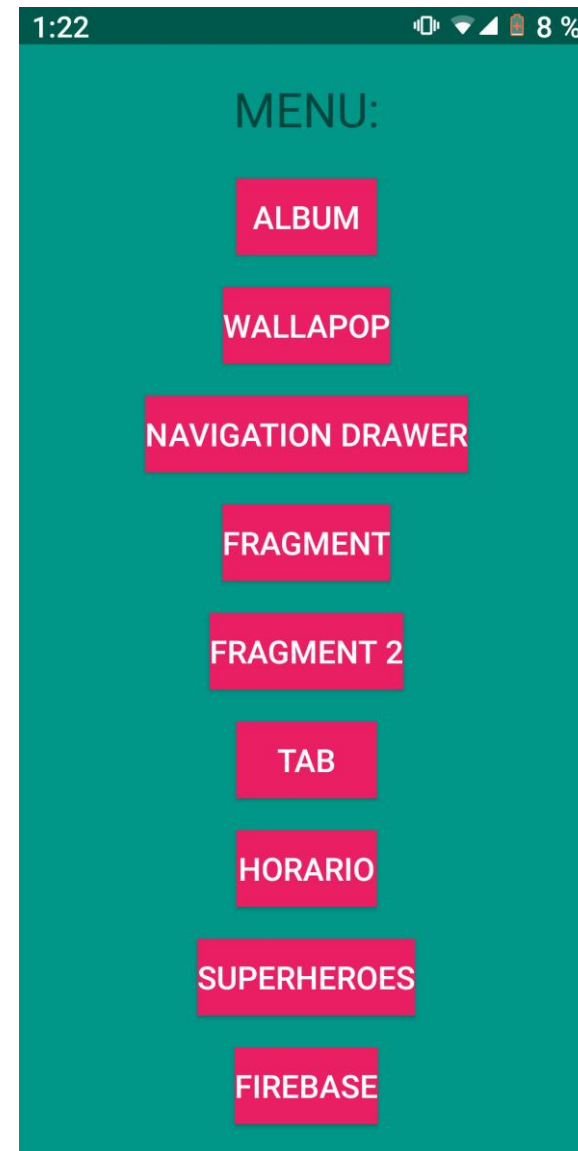 1:22 8 %
MENU:
ALBUM
WALLAPOP
NAVIGATION DRAWER
FRAGMENT
FRAGMENT 2
TAB
HORARIO
SUPERHEROES
FIREBASE